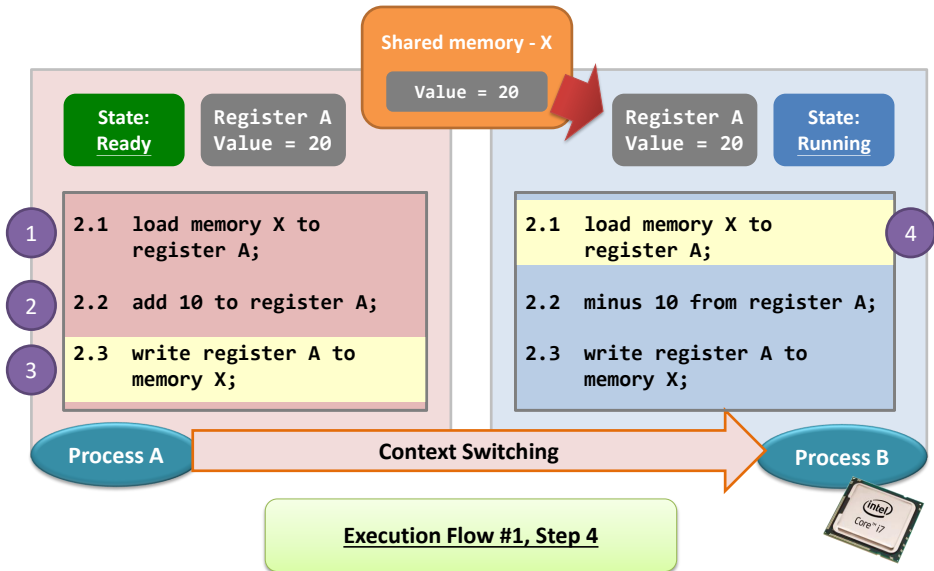 Shared memory - X
Value = 20
State:
Ready
Register A
Value = 20
Register A
Value = 20
State:
Running
1
2.1 load memory X to
register A;
2
2.2 add 10 to register A;
3
2.3 write register A to
memory X;
2.1 load memory X to
register A;
4
2.2 minus 10 from register A;
2.3 write register A to
memory X;
Process A
Context Switching
Process B
intel
Core™ i7
Execution Flow #1, Step 4